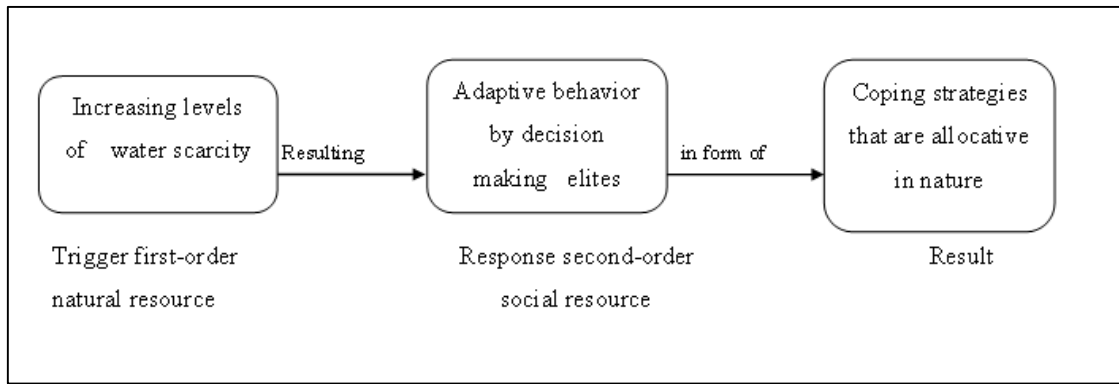 Increasing levels
of water scarcity
Resulting
Adaptive behavior
by decision
making elites
in form of
Coping strategies
that are allocative
in nature
Trigger first-order
natural resource
Response second-order
social resource
Result